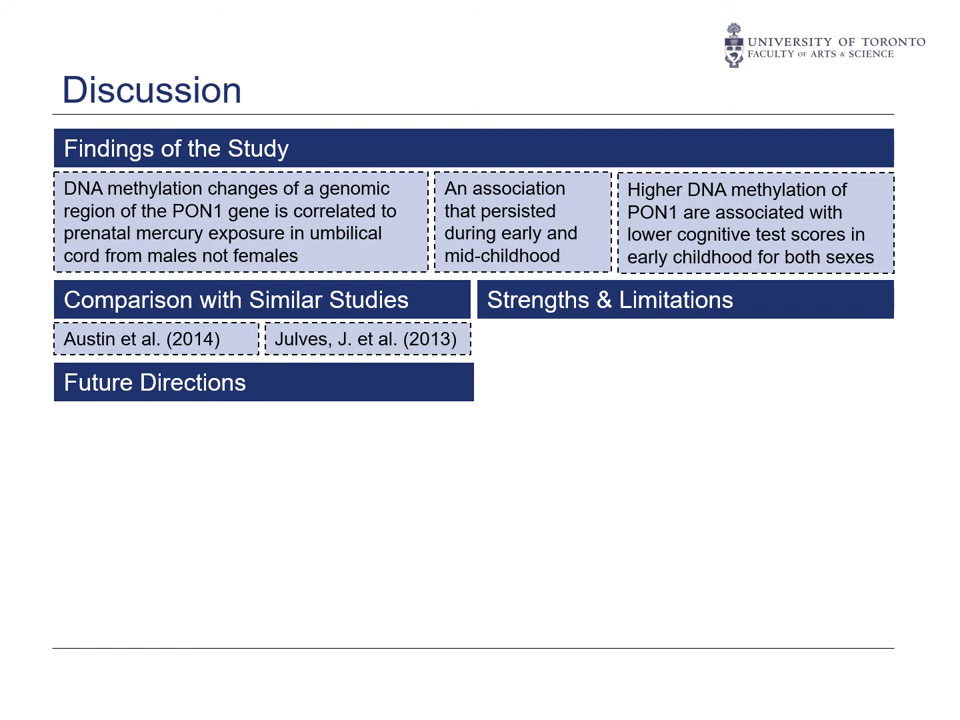 UNIVERSITY OF TORONTO
FACULTY OF ARTS & SCIENCE
Discussion
Findings of the Study
DNA methylation changes of a genomic
region of the PON1 gene is correlated to
prenatal mercury exposure in umbilical
cord from males not females
An association
that persisted
during early and
mid-childhood
Higher DNA methylation of
PON1 are associated with
lower cognitive test scores in
early childhood for both sexes
Comparison with Similar Studies
Austin et al. (2014)
Julves, J. et al. (2013)
Strengths & Limitations
Future Directions